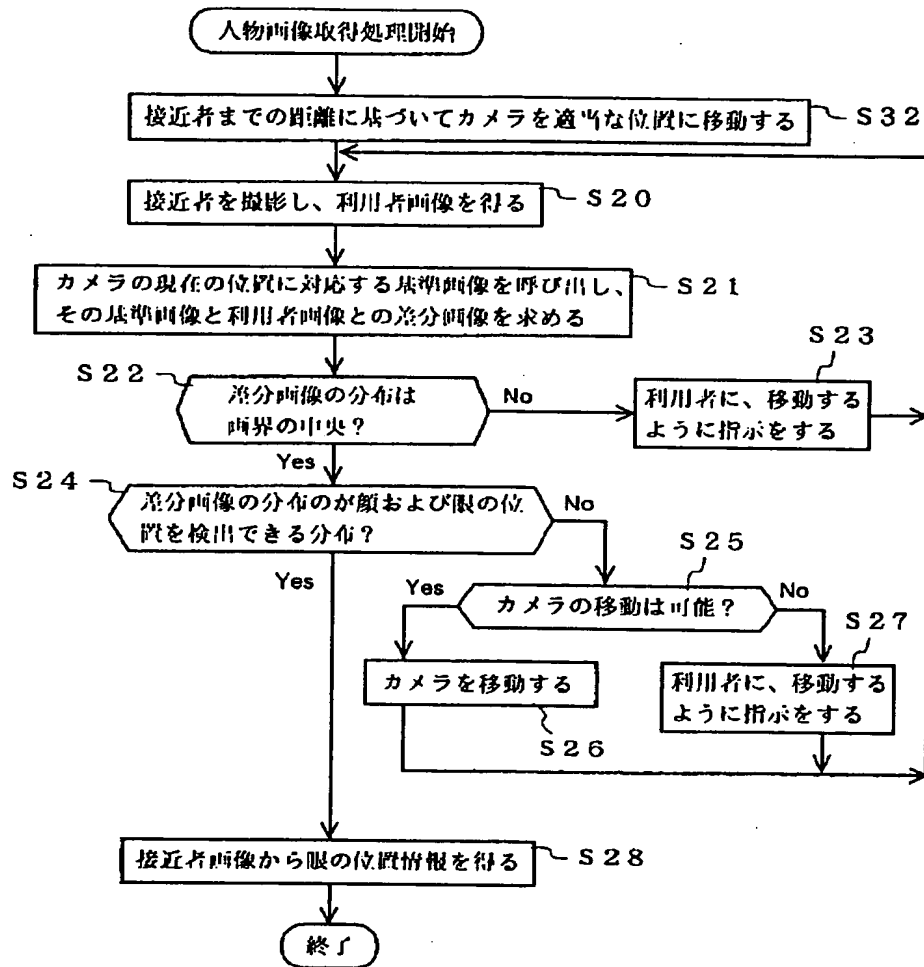 人物画像取得処理開始
接近者までの距離に基づいてカメラを適当な位置に移動する
S32
接近者を撮影し、利用者画像を得る
S20
カメラの現在の位置に対応する基準画像を呼び出し、
その基準画像と利用者画像との差分画像を求める
S21
S22
差分画像の分布は
画界の中央?
No
Yes
S23
利用者に、移動する
ように指示をする
S24
差分画像の分布のが顔および眼の位
置を検出できる分布?
No
Yes
S25
カメラの移動は可能?
Yes
No
カメラを移動する
S26
S27
利用者に、移動する
ように指示をする
接近者画像から眼の位置情報を得る
S28
終了